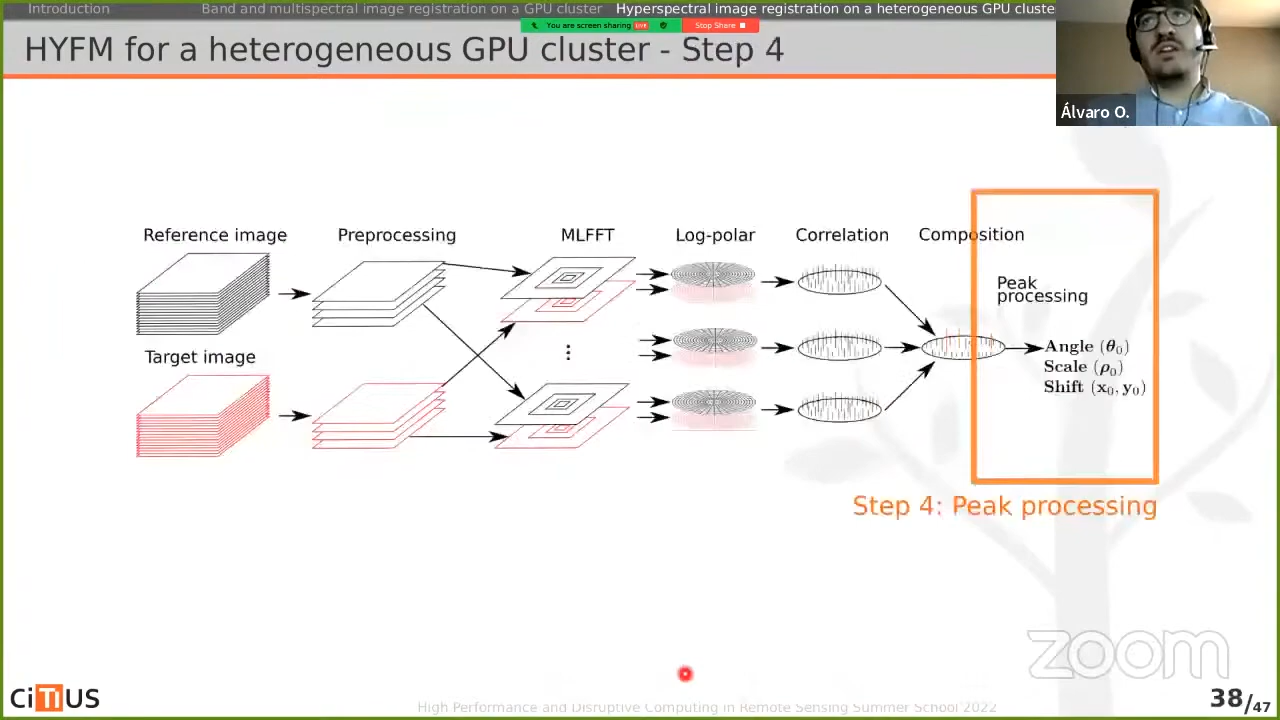 Introduction Band and multispectral image registration on a GPU cluster Hyperspectral image registration on a heterogeneous GPU cluste
You are screen sharing LIVE Stop Share
HYFM for a heterogeneous GPU cluster - Step 4
Álvaro O.
Reference image Preprocessing MLFFT Log-polar Correlation Composition
Peak
processing
Target image
Angle (θ₀)
Scale (ρ₀)
Shift (x₀, y₀)
Step 4: Peak processing
zoom
CiTIUS
High Performance and Disruptive Computing in Remote Sensing Summer School 2022
38/47